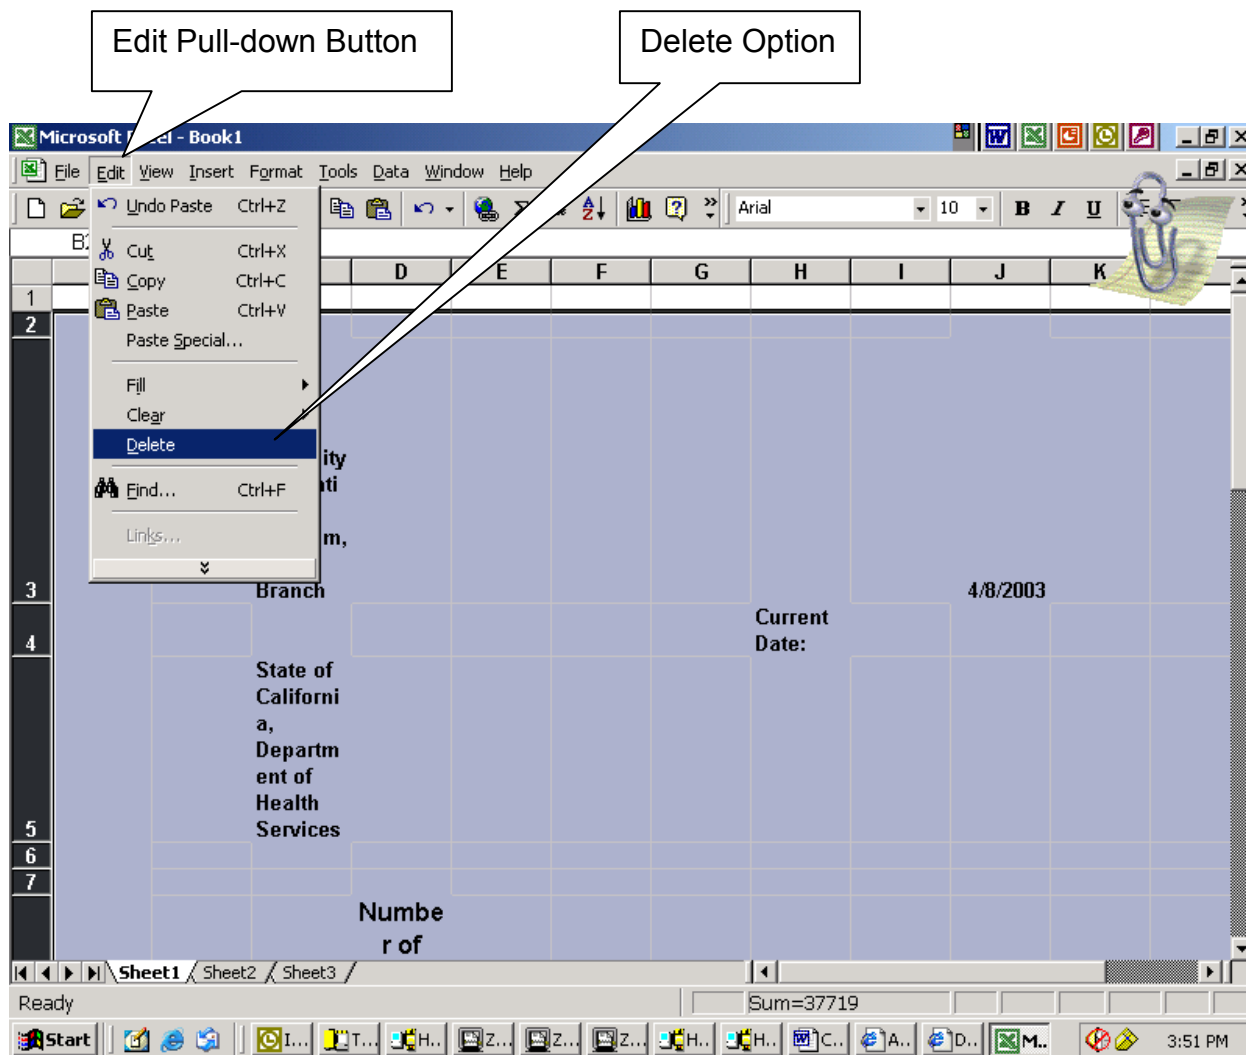 Edit Pull-down Button
Delete Option
Microsoft Excel - Book1
File Edit View Insert Format Tools Data Window Help
Undo Paste Ctrl+Z
Arial
10
B I U
Cut Ctrl+X
Copy Ctrl+C
Paste Ctrl+V
Paste Special...
Fill
Clear
Delete
Find... Ctrl+F
Links...
D E F G H I J K
1
2
ity
m,
3 Branch 4/8/2003
Current
4 Date:
State of
Californi
a,
Departm
ent of
Health
5 Services
6
7
Numbe
r of
Sheet1 Sheet2 Sheet3
Ready Sum=37719
Start I... T... H.. Z... Z... Z... H.. H.. C.. A.. D.. M.. 3:51 PM